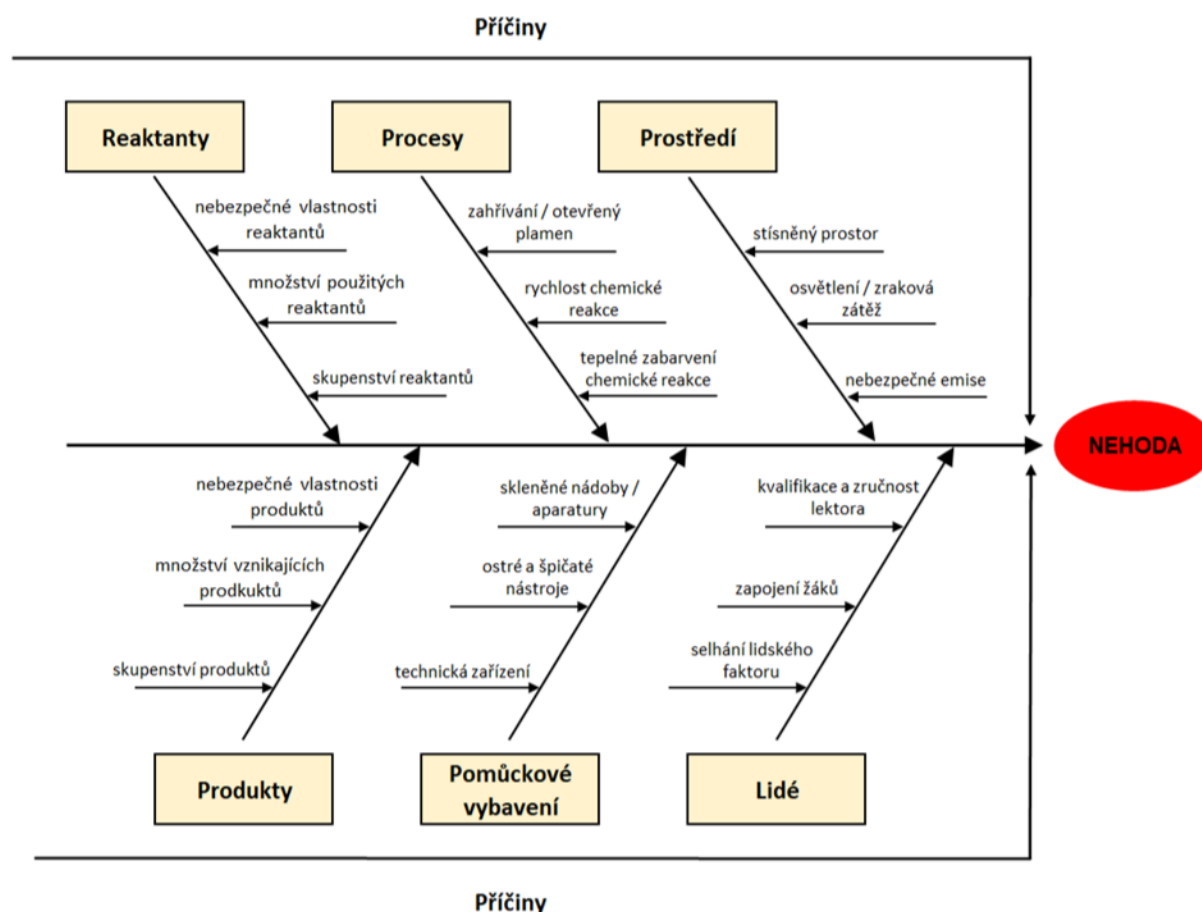 Příčiny
Reaktanty
Procesy
Prostředí
nebezpečné vlastnosti
reaktantů
množství použitých
reaktantů
skupenství reaktantů
zahřívání / otevřený
plamen
rychlost chemické
reakce
tepelné zabarvení
chemické reakce
stísněný prostor
osvětlení / zraková
zátěž
nebezpečné emise
NEHODA
nebezpečné vlastnosti
produktů
množství vznikajících
prodkuktů
skupenství produktů
skleněné nádoby /
aparatury
ostré a špičaté
nástroje
technická zařízení
kvalifikace a zručnost
lektora
zapojení žáků
selhání lidského
faktoru
Produkty
Pomůckové
vybavení
Lidé
Příčiny